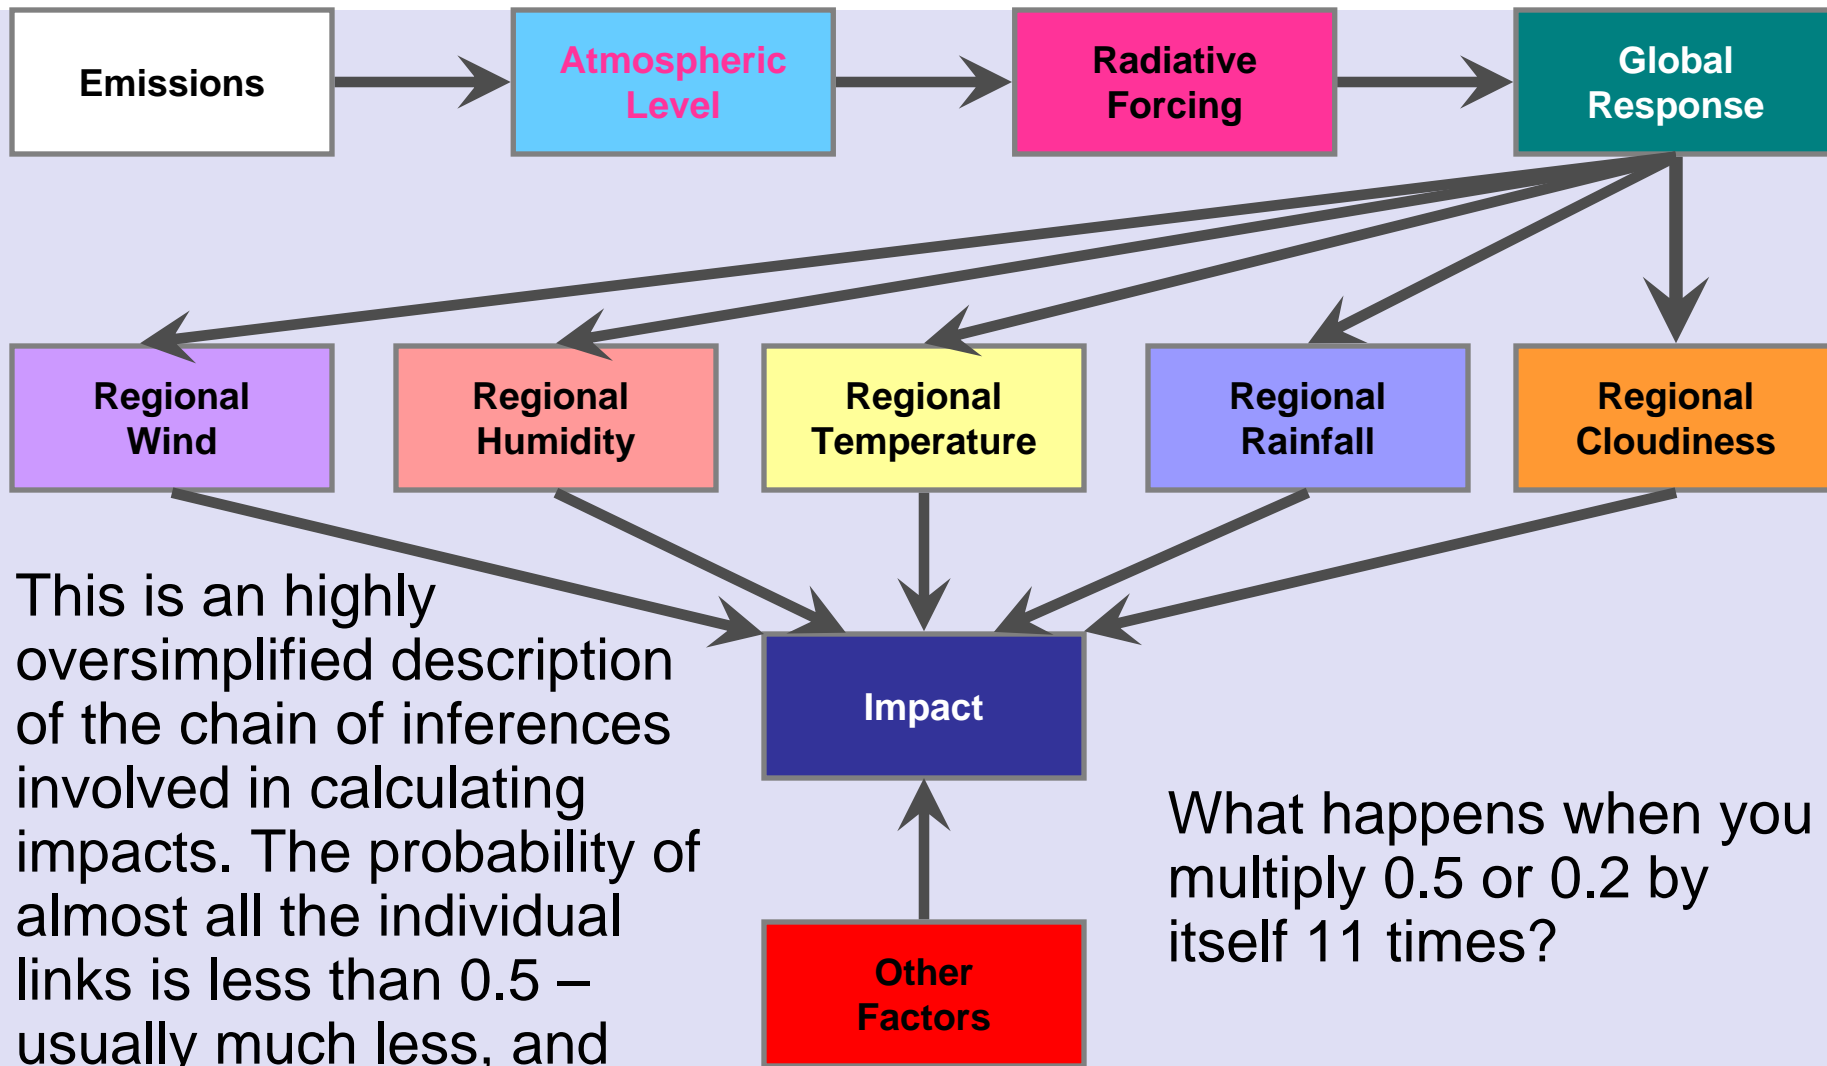 Emissions
Atmospheric
Level
Radiative
Forcing
Global
Response
Regional
Wind
Regional
Humidity
Regional
Temperature
Regional
Rainfall
Regional
Cloudiness
This is an highly
oversimplified description
of the chain of inferences
involved in calculating
impacts. The probability of
almost all the individual
links is less than 0.5 –
usually much less, and
Impact
What happens when you
multiply 0.5 or 0.2 by
itself 11 times?
Other
Factors